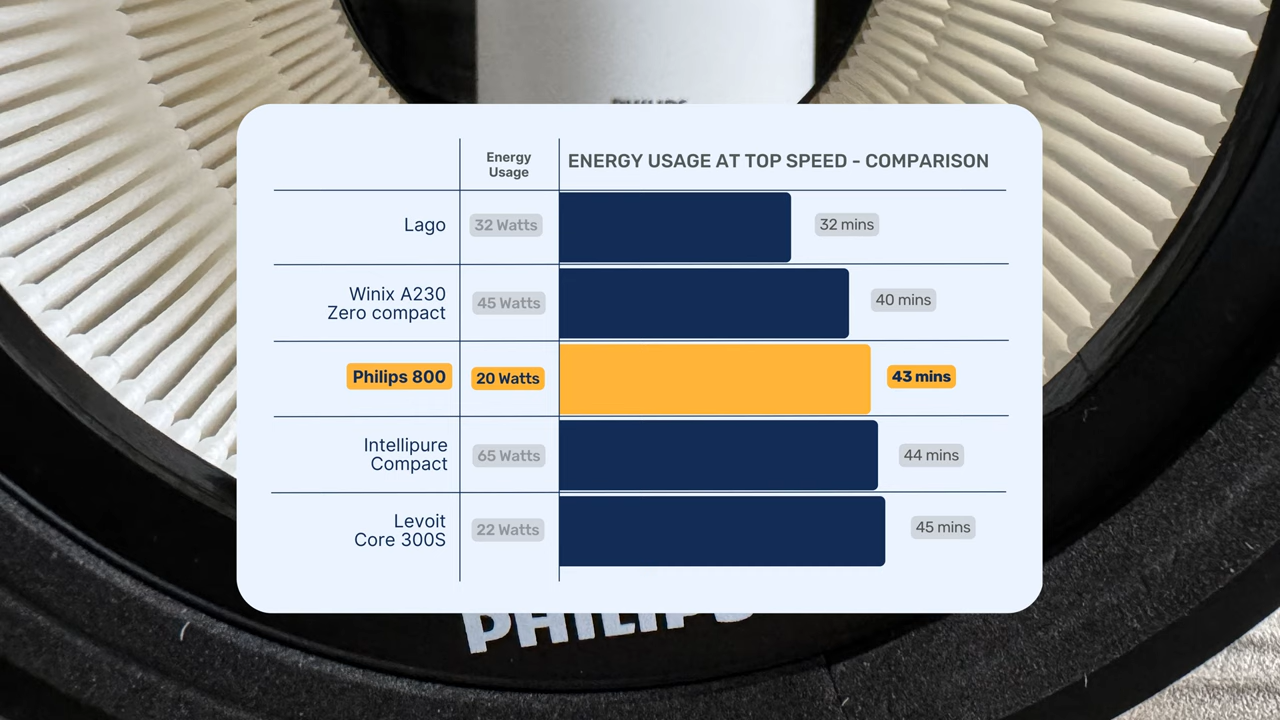 PHILIPS
Energy
Usage
ENERGY USAGE AT TOP SPEED - COMPARISON
Lago
32 Watts
32 mins
Winix A230
Zero compact
45 Watts
40 mins
Philips 800
20 Watts
43 mins
Intellipure
Compact
65 Watts
44 mins
Levoit
Core 300S
22 Watts
45 mins
PHILIPS